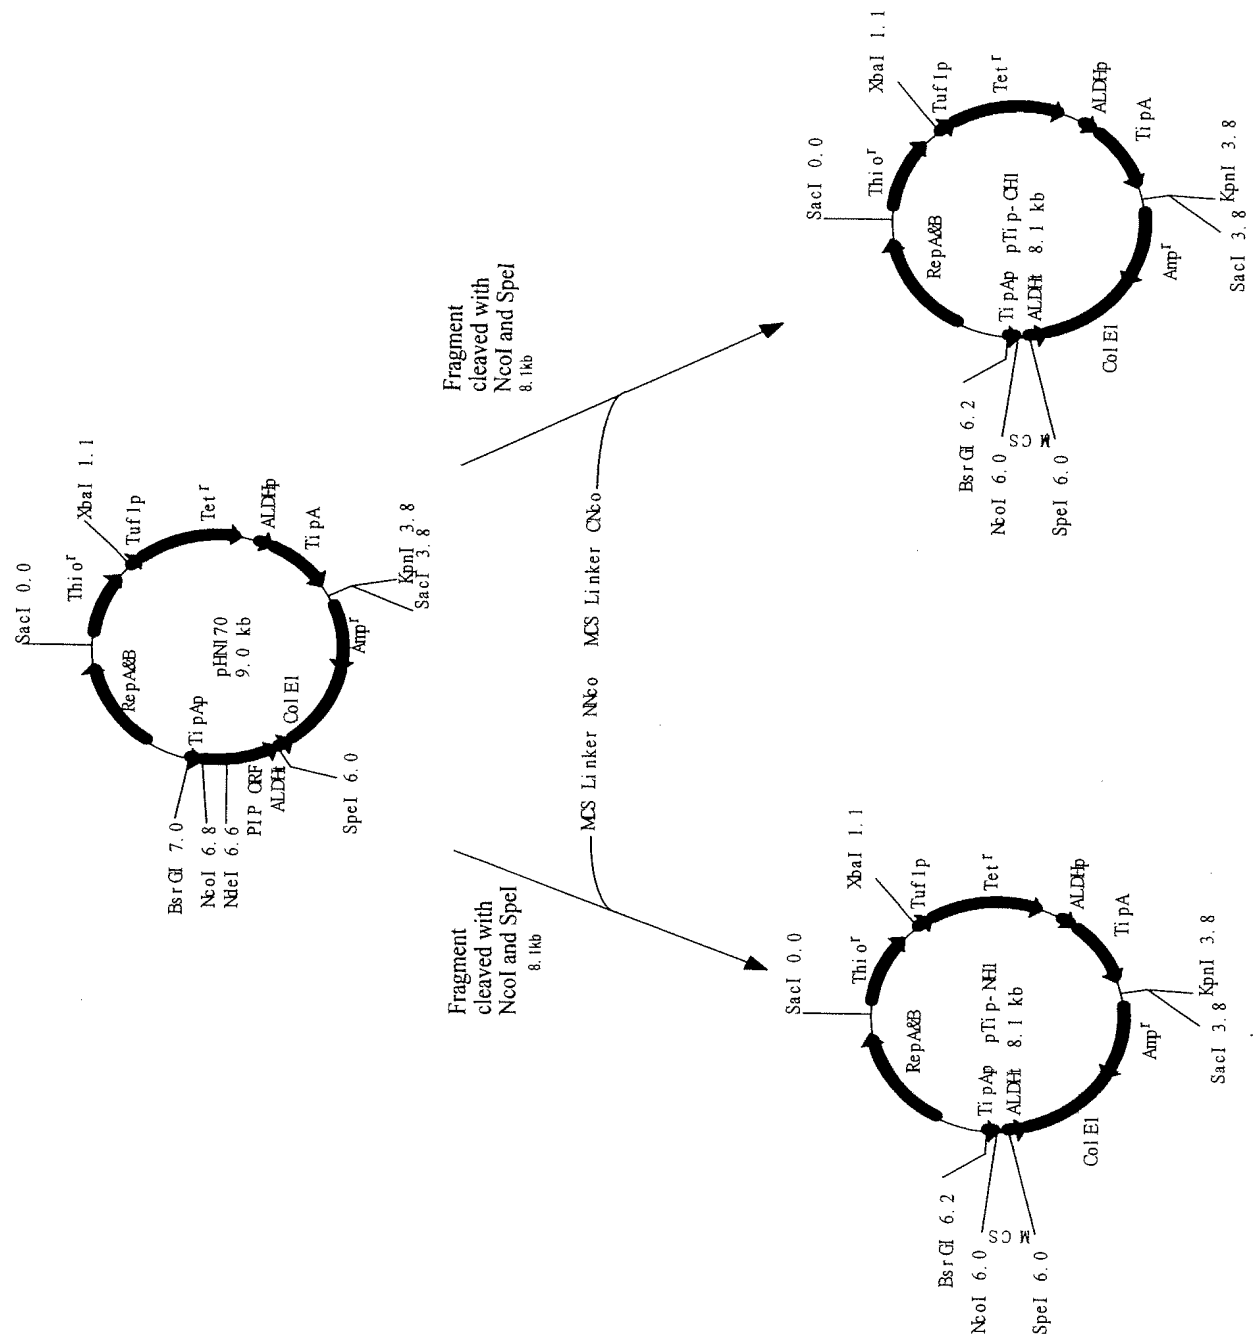 SacI 0.0
XbaI 1.1
Thio^r
Tuf1p
Tet^r
ALDHp
TipA
KpnI 3.8
SacI 3.8
Amp^r
ColE1
SpeI 6.0
ALDHt
PIP ORF
NdeI 6.6
NcoI 6.8
BsrGI 7.0
TipAp
RepA&B
pHN170
9.0 kb
Fragment
cleaved with
NcoI and SpeI
8.1kb
Fragment
cleaved with
NcoI and SpeI
8.1kb
MCS Linker NNco
MCS Linker CNco
SacI 0.0
XbaI 1.1
Thio^r
Tuf1p
Tet^r
ALDHp
TipA
KpnI 3.8
SacI 3.8
Amp^r
ColE1
SpeI 6.0
MCS
NcoI 6.0
BsrGI 6.2
RepA&B
TipAp pTip-NH1
ALDHt 8.1 kb
SacI 0.0
XbaI 1.1
Thio^r
Tuf1p
Tet^r
ALDHp
TipA
KpnI 3.8
SacI 3.8
Amp^r
ColE1
SpeI 6.0
MCS
NcoI 6.0
BsrGI 6.2
RepA&B
TipAp pTip-CH1
ALDHt 8.1 kb